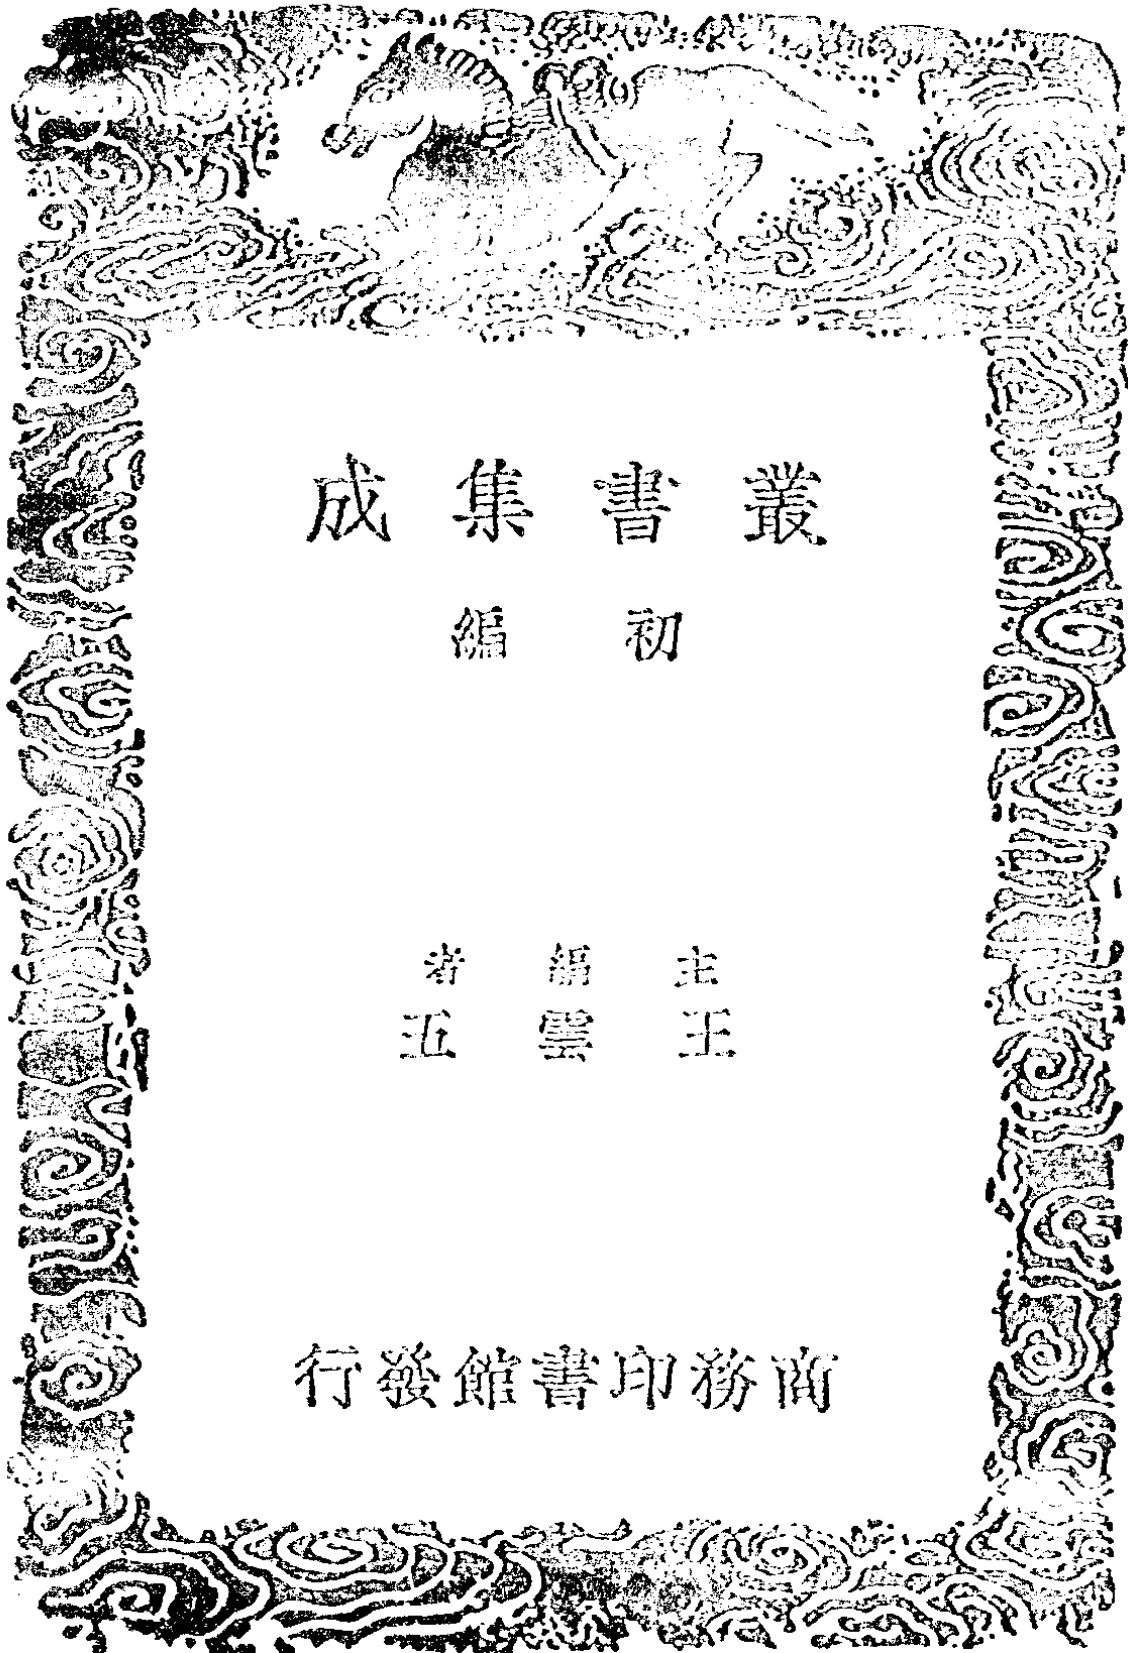 叢書集成
初編
主編者
王雲五
商務印書館發行